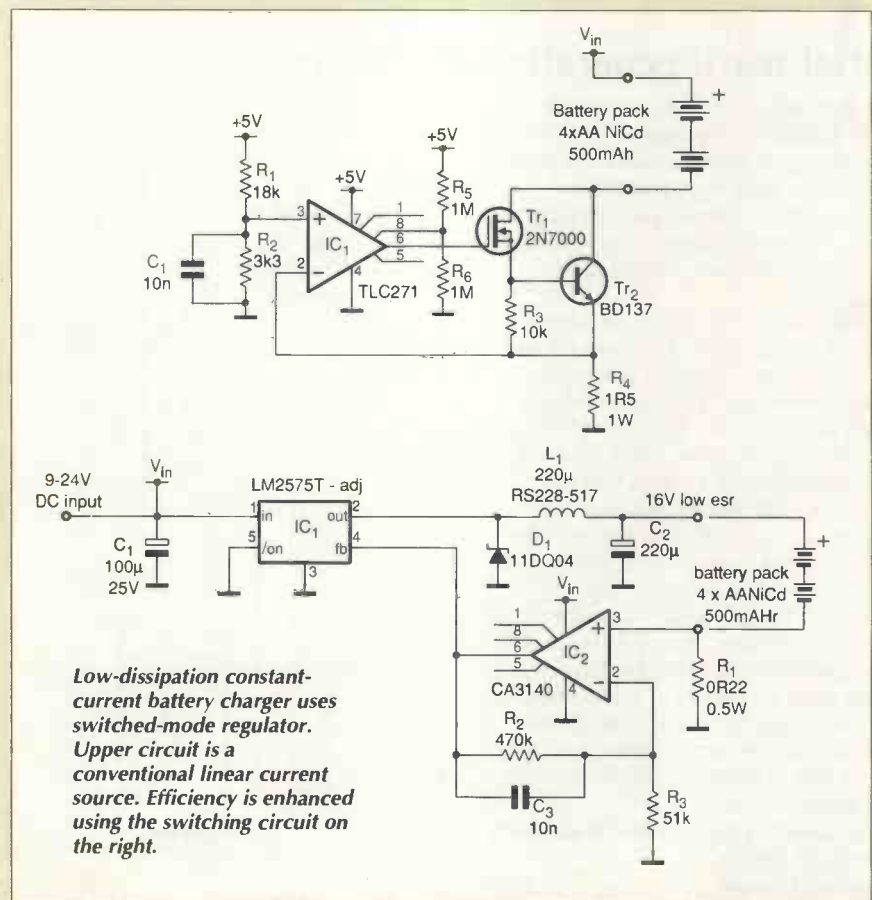 V_in
Battery pack
4xAA NiCd
500mAh
+
+5V
R₁
18k
+5V
+5V
R₅
1M
3
+
7
1
8
6
5
IC₁
2
−
4
TLC271
R₂
3k3
C₁
10n
R₆
1M
Tr₁
2N7000
Tr₂
BD137
R₃
10k
R₄
1R5
1W
9-24V
DC input
V_in
C₁
100µ
25V
LM2575T - adj
1
in
out
2
5
/on
IC₁
fb
4
3
L₁
220µ
RS228-517
D₁
11DQ04
16V low esr
C₂
220µ
+
battery pack
4 x AANiCd
500mAHr
V_in
1
8
6
5
7
+
3
IC₂
−
2
4
CA3140
R₁
0R22
0.5W
R₂
470k
C₃
10n
R₃
51k
Low-dissipation constant-
current battery charger uses
switched-mode regulator.
Upper circuit is a
conventional linear current
source. Efficiency is enhanced
using the switching circuit on
the right.